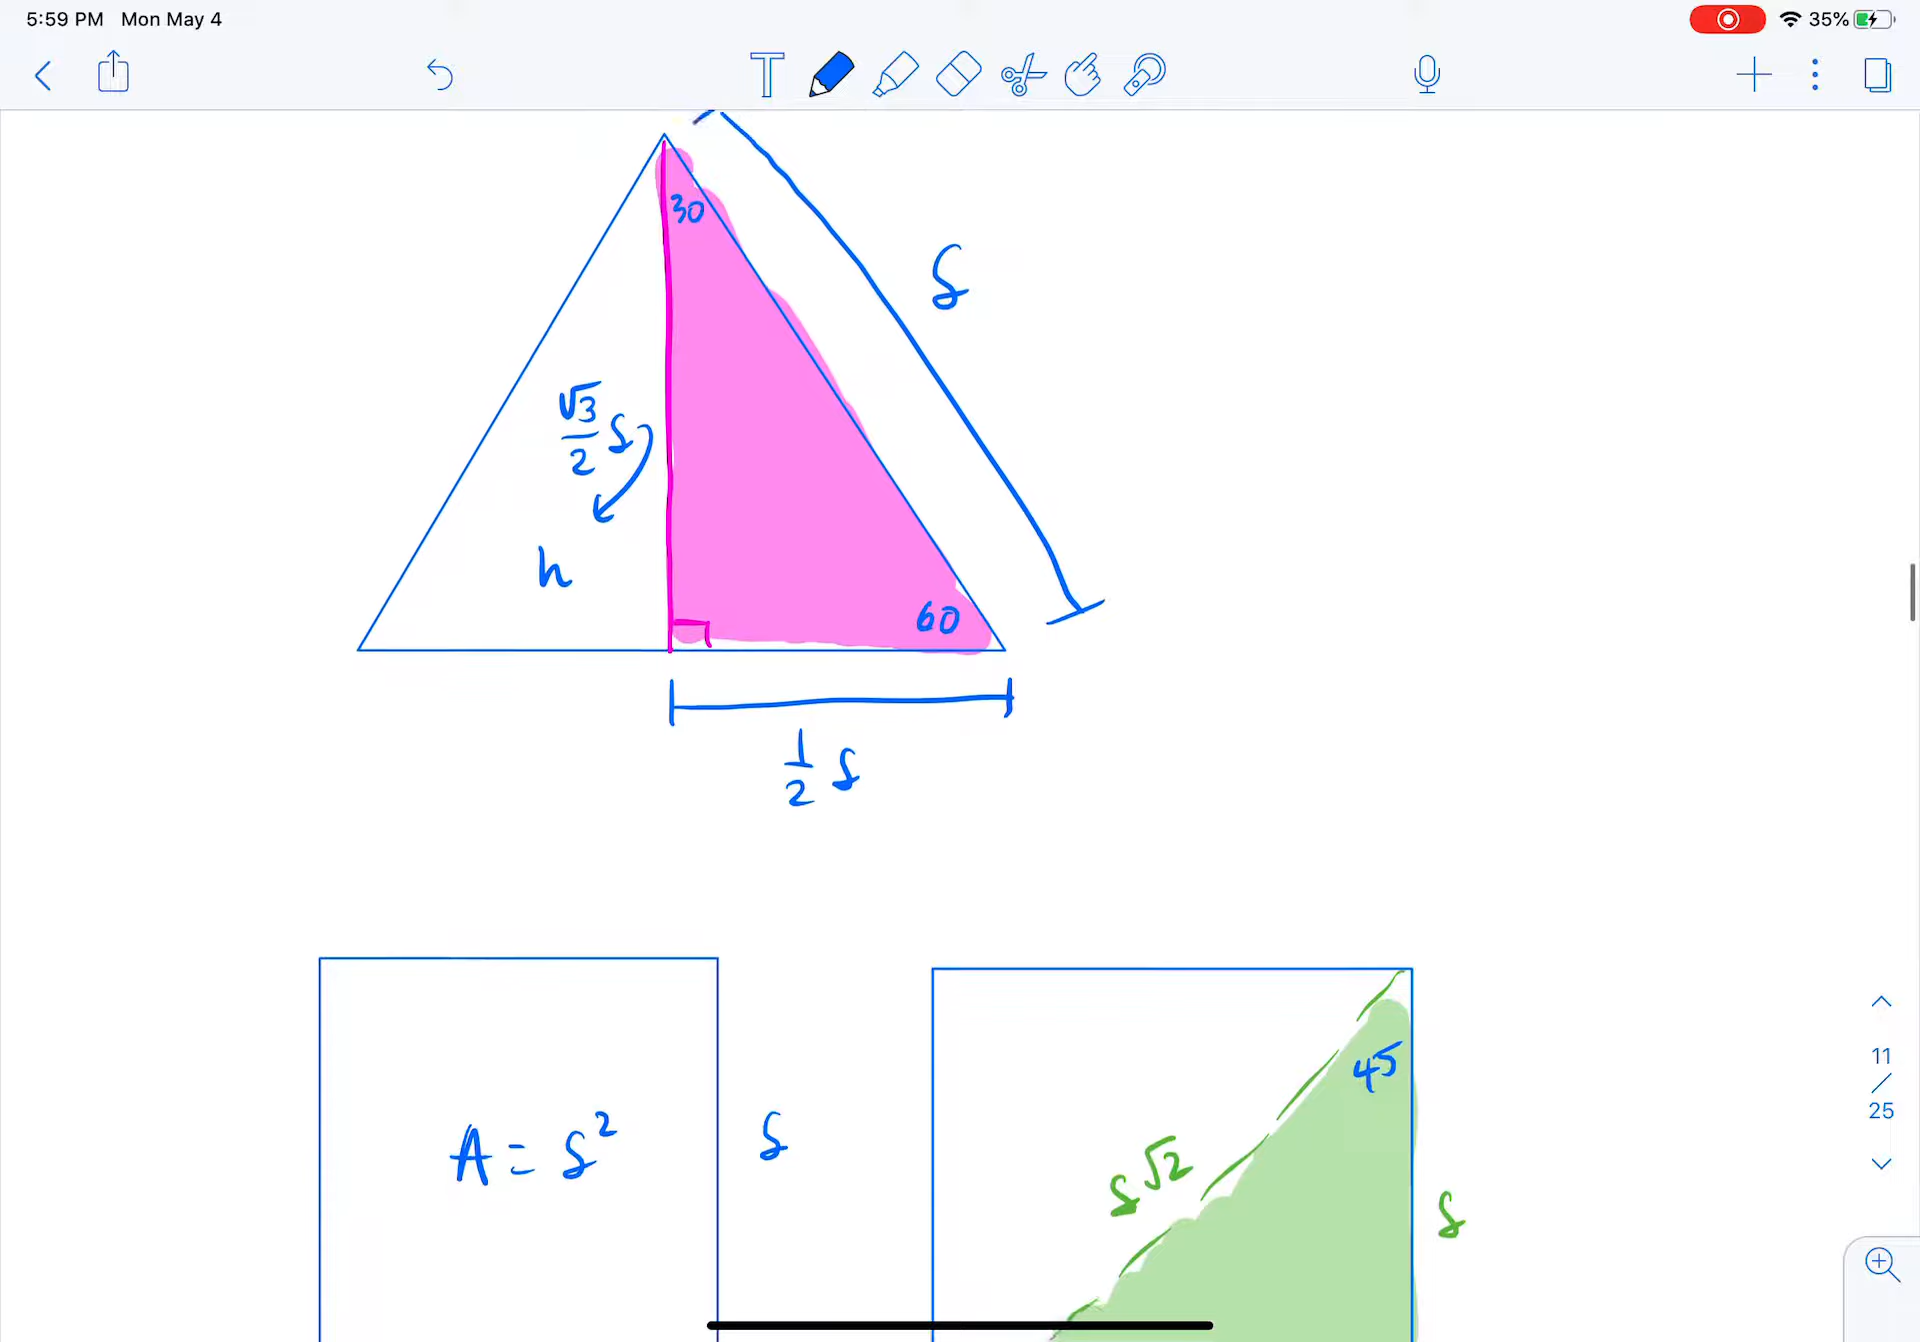 5:59 PM Mon May 4
35%
T
30
s
√3/2 s
h
60
1/2 s
A = s²
s
45
s√2
s
11
/
25